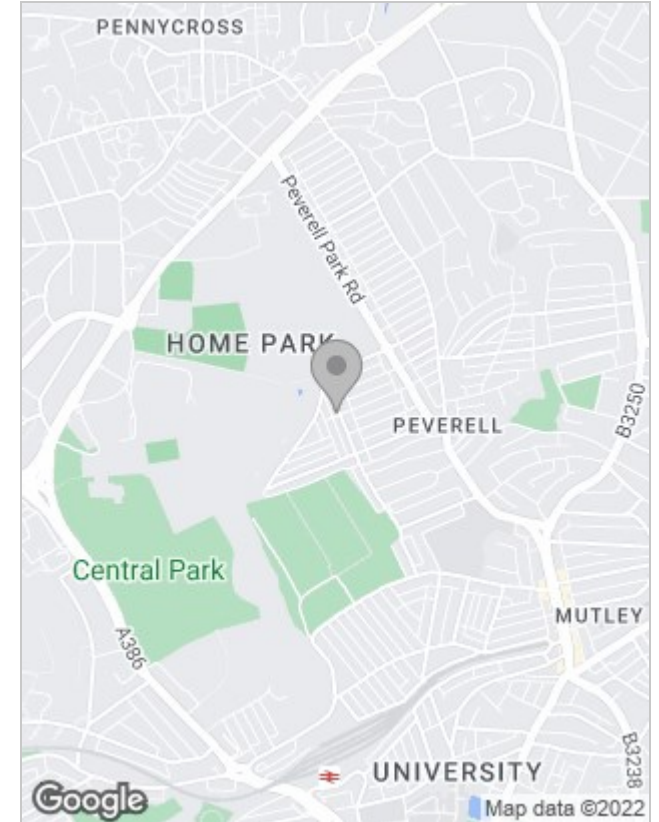 PENNYCROSS
Peverell Park Rd
HOME PARK
PEVERELL
B3250
Central Park
MUTLEY
A386
B3238
UNIVERSITY
Google
Map data ©2022